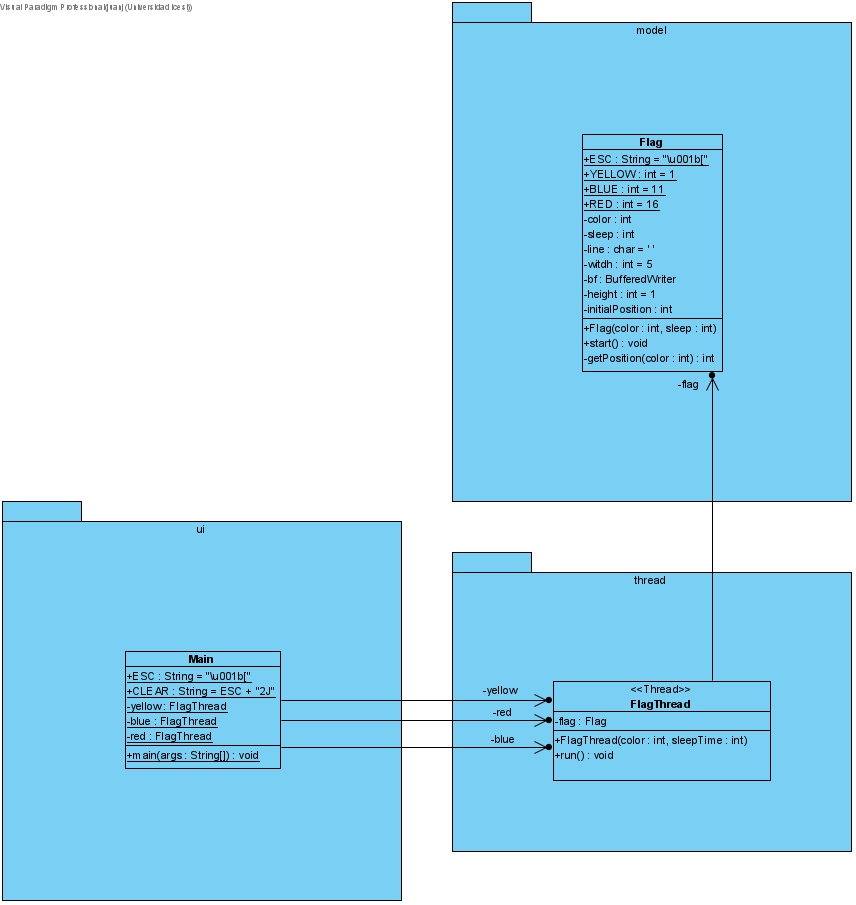 Visual Paradigm Professional(juanj(Universidad Icesi))
model
Flag
+ESC : String = "\u001b["
+YELLOW : int = 1
+BLUE : int = 11
+RED : int = 16
-color : int
-sleep : int
-line : char = ' '
-witdh : int = 5
-bf : BufferedWriter
-height : int = 1
-initialPosition : int
+Flag(color : int, sleep : int)
+start() : void
-getPosition(color : int) : int
-flag
ui
Main
+ESC : String = "\u001b["
+CLEAR : String = ESC + "2J"
-yellow : FlagThread
-blue : FlagThread
-red : FlagThread
+main(args : String[]) : void
-yellow
-red
-blue
thread
<<Thread>>
FlagThread
-flag : Flag
+FlagThread(color : int, sleepTime : int)
+run() : void